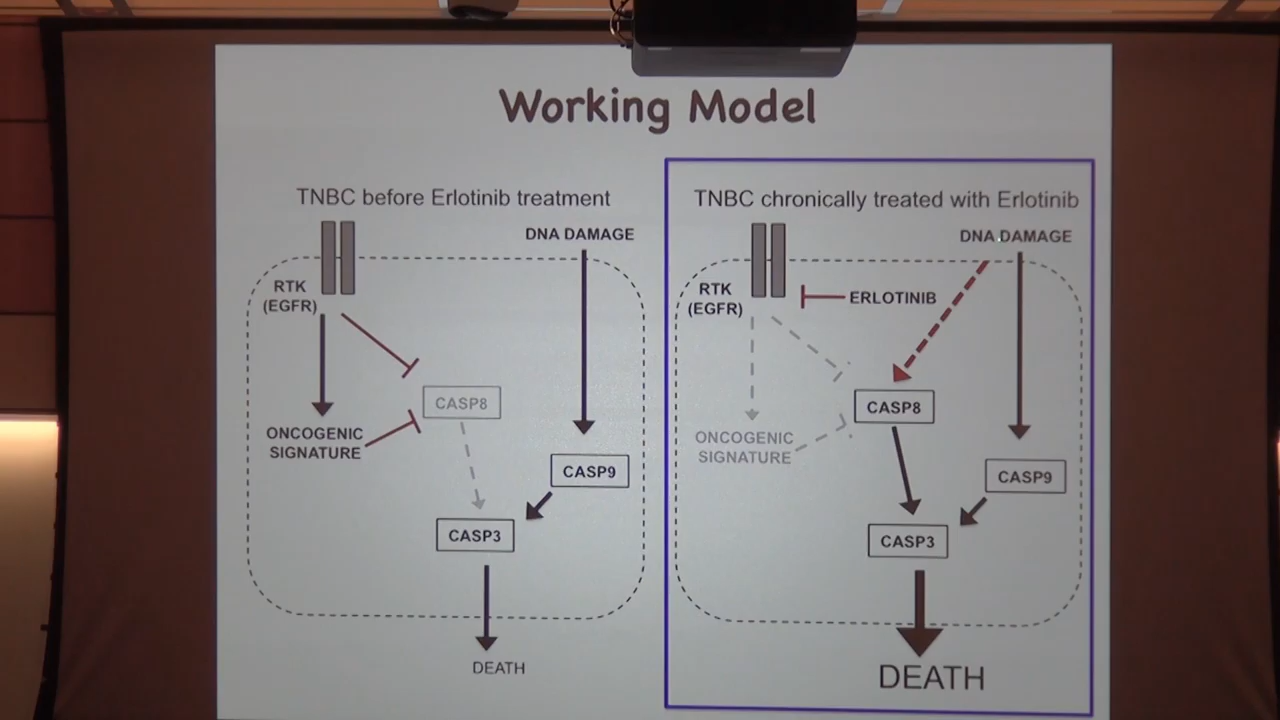 Working Model
TNBC before Erlotinib treatment
DNA DAMAGE
RTK
(EGFR)
CASP8
ONCOGENIC
SIGNATURE
CASP9
CASP3
DEATH
TNBC chronically treated with Erlotinib
DNA DAMAGE
RTK
(EGFR)
ERLOTINIB
CASP8
ONCOGENIC
SIGNATURE
CASP9
CASP3
DEATH